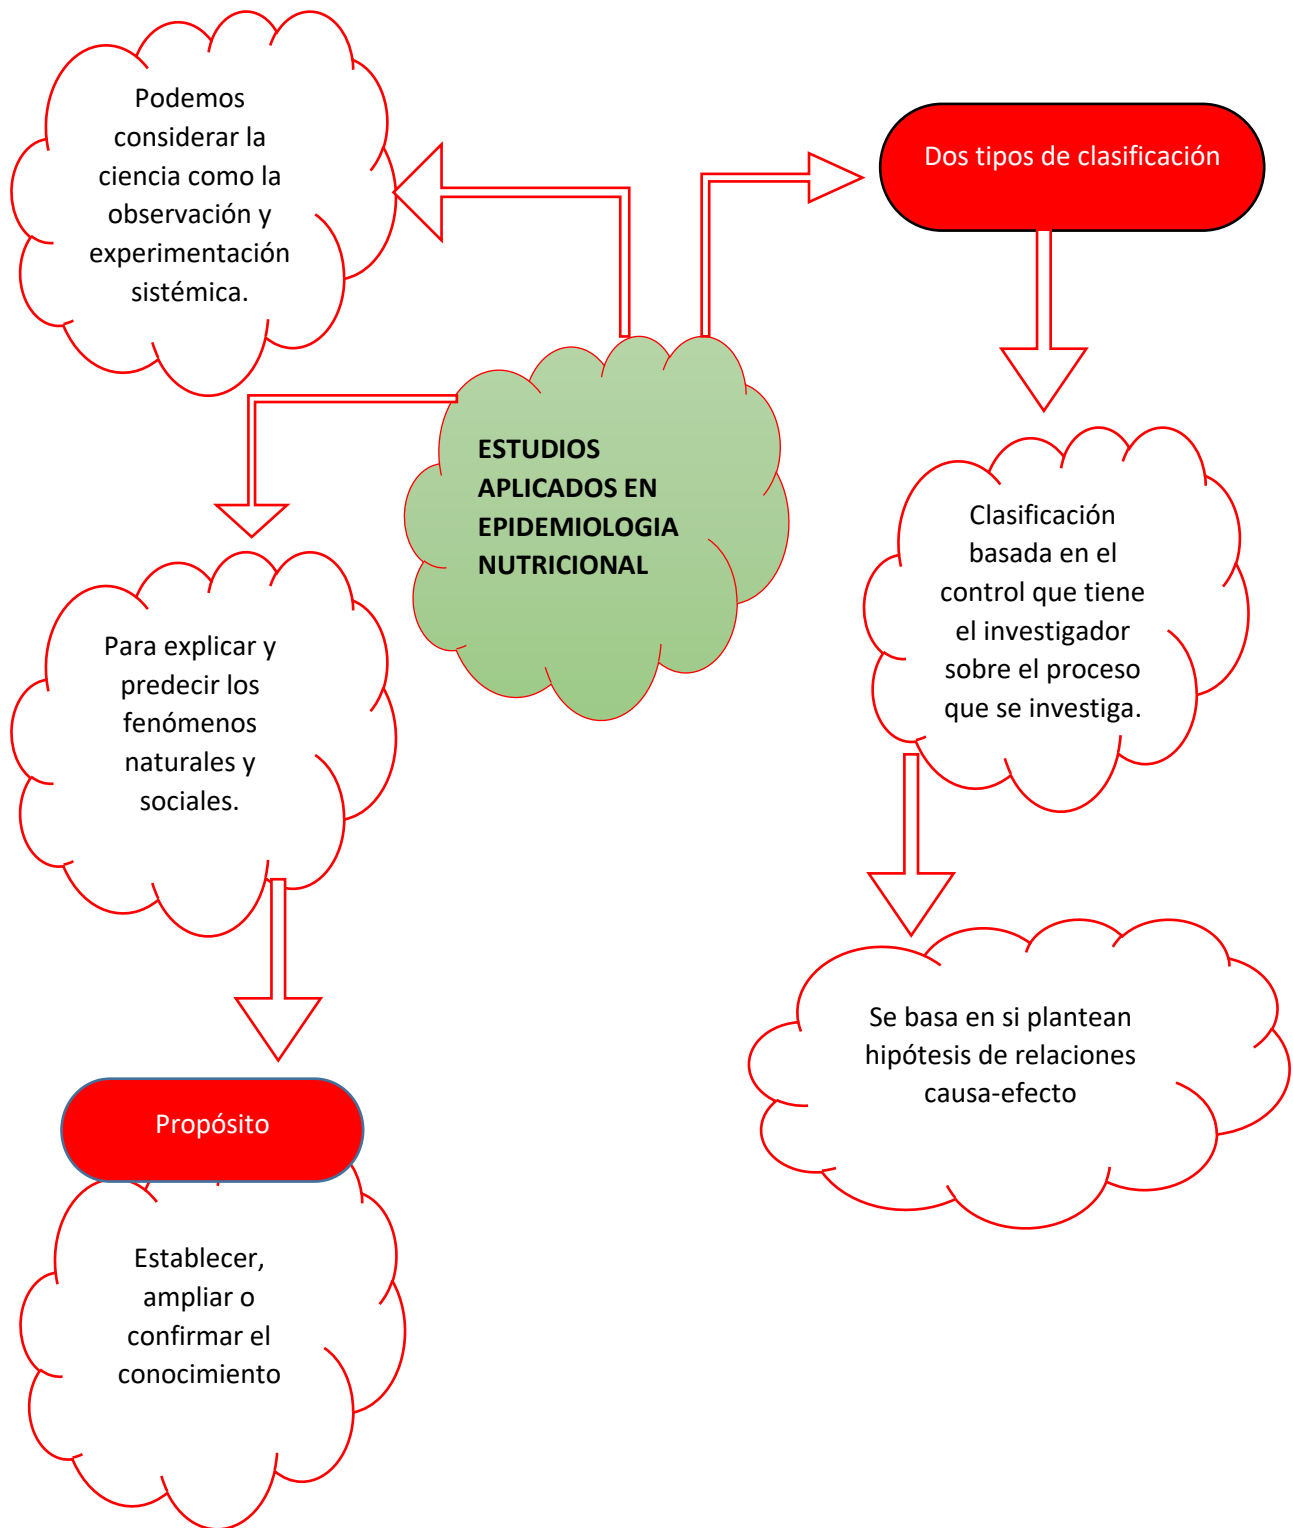 Podemos
considerar la
ciencia como la
observación y
experimentación
sistémica.
Dos tipos de clasificación
ESTUDIOS
APLICADOS EN
EPIDEMIOLOGIA
NUTRICIONAL
Clasificación
basada en el
control que tiene
el investigador
sobre el proceso
que se investiga.
Para explicar y
predecir los
fenómenos
naturales y
sociales.
Se basa en si plantean
hipótesis de relaciones
causa-efecto
Propósito
Establecer,
ampliar o
confirmar el
conocimiento